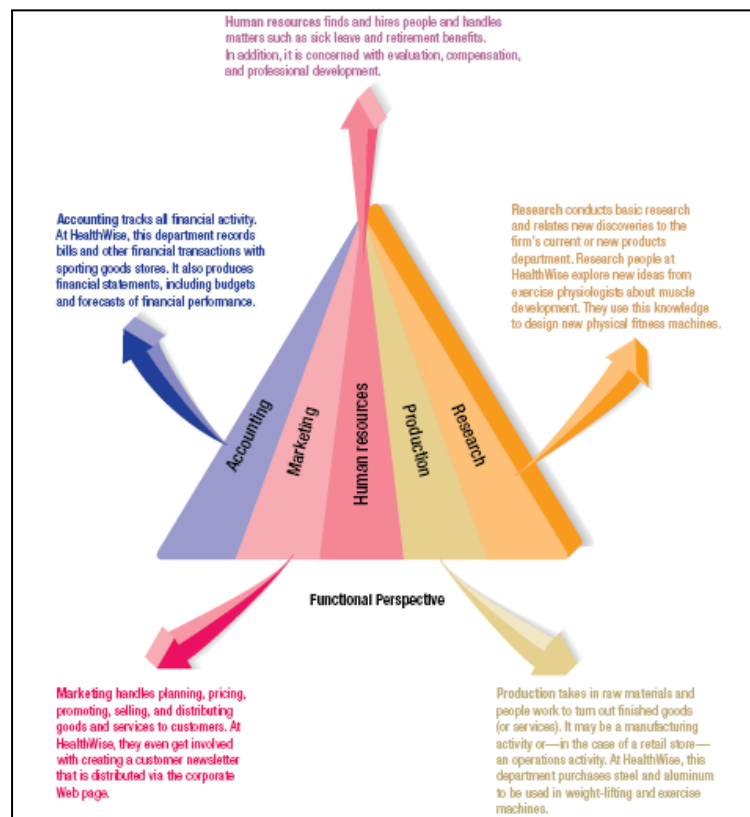 Human resources finds and hires people and handles
matters such as sick leave and retirement benefits.
In addition, it is concerned with evaluation, compensation,
and professional development.
Accounting tracks all financial activity.
At HealthWise, this department records
bills and other financial transactions with
sporting goods stores. It also produces
financial statements, including budgets
and forecasts of financial performance.
Research conducts basic research
and relates new discoveries to the
firm's current or new products
department. Research people at
HealthWise explore new ideas from
exercise physiologists about muscle
development. They use this knowledge
to design new physical fitness machines.
Accounting
Marketing
Human resources
Production
Research
Functional Perspective
Marketing handles planning, pricing,
promoting, selling, and distributing
goods and services to customers. At
HealthWise, they even get involved
with creating a customer newsletter
that is distributed via the corporate
Web page.
Production takes in raw materials and
people work to turn out finished goods
(or services). It may be a manufacturing
activity or—in the case of a retail store—
an operations activity. At HealthWise, this
department purchases steel and aluminum
to be used in weight-lifting and exercise
machines.